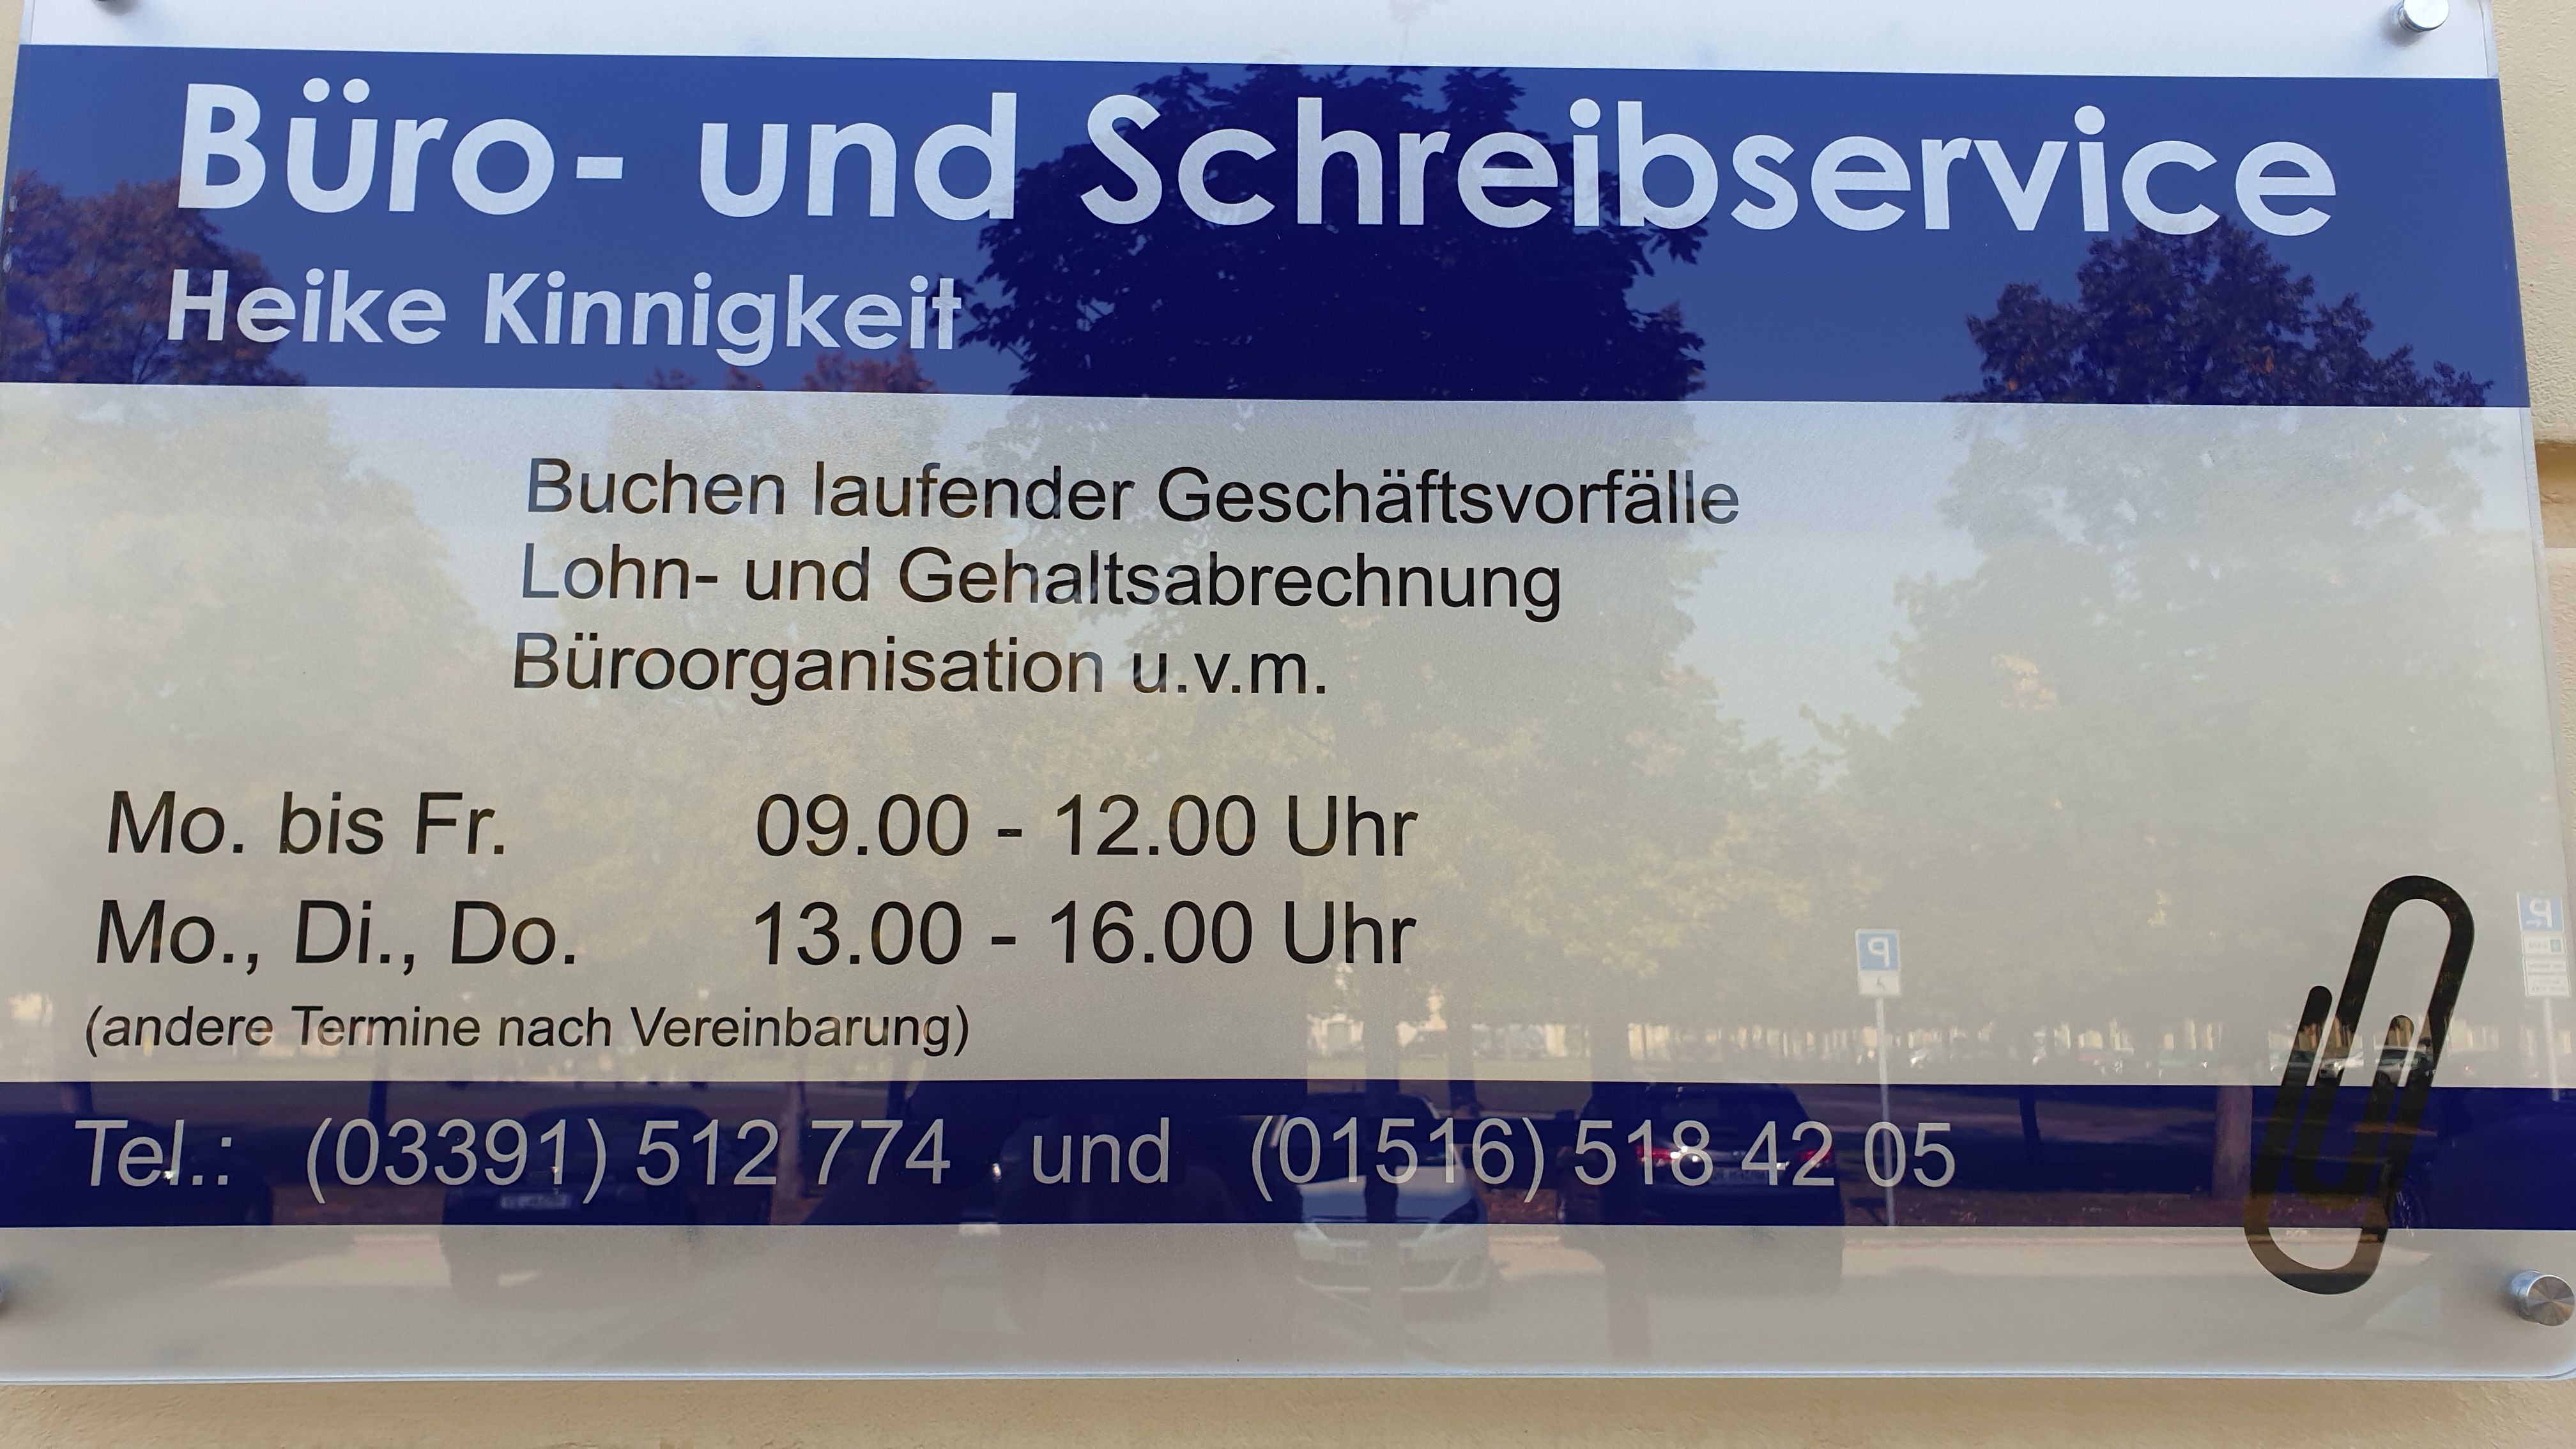 Büro- und Schreibservice
Heike Kinnigkeit
Buchen laufender Geschäftsvorfälle
Lohn- und Gehaltsabrechnung
Büroorganisation u.v.m.
Mo. bis Fr. 09.00 - 12.00 Uhr
Mo., Di., Do. 13.00 - 16.00 Uhr
(andere Termine nach Vereinbarung)
Tel.: (03391) 512 774 und (01516) 518 42 05